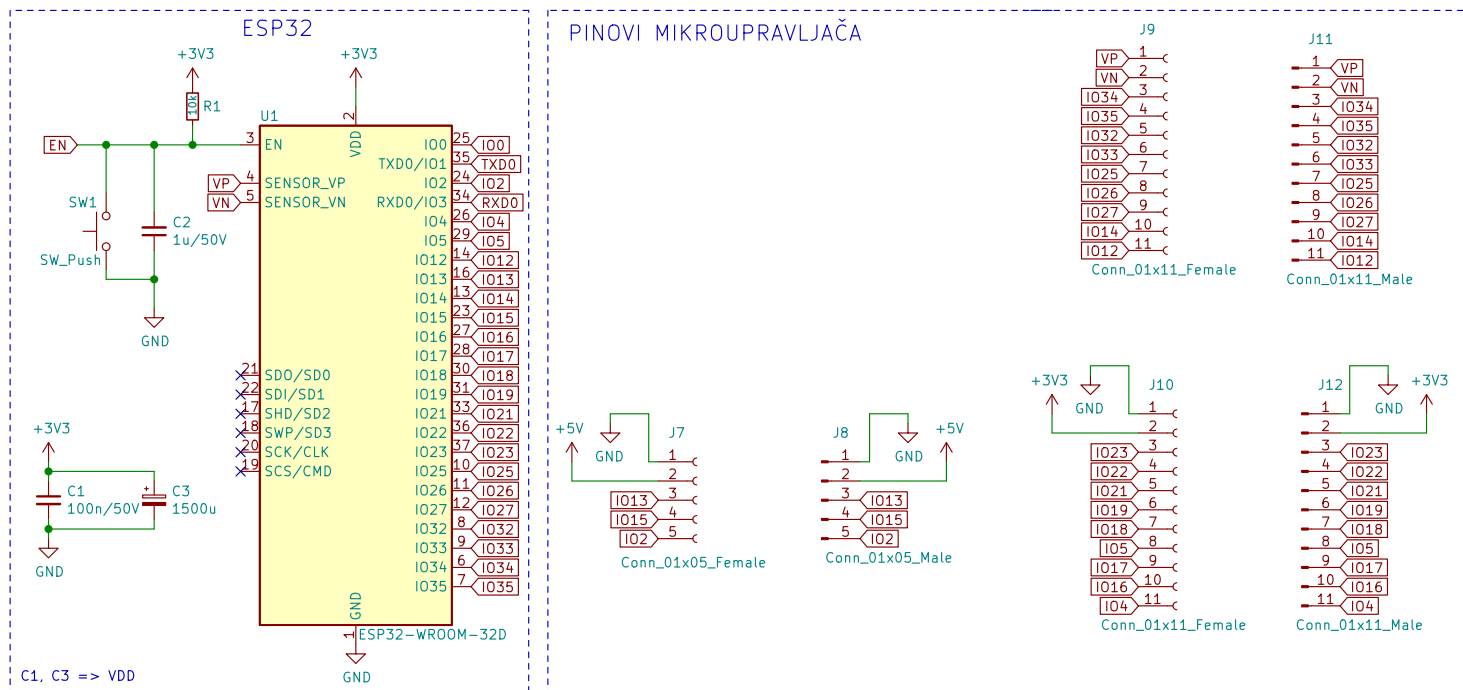 ESP32
+3V3
10k
R1
+3V3
U1
2
VDD
EN
3
EN
VP
4
SENSOR_VP
VN
5
SENSOR_VN
SW1
SW_Push
C2
1u/50V
GND
21
SDO/SD0
22
SDI/SD1
17
SHD/SD2
18
SWP/SD3
20
SCK/CLK
19
SCS/CMD
IO0
25
IO0
TXD0/IO1
35
TXD0
IO2
24
IO2
RXD0/IO3
34
RXD0
IO4
26
IO4
IO5
29
IO5
IO12
14
IO12
IO13
16
IO13
IO14
13
IO14
IO15
23
IO15
IO16
27
IO16
IO17
28
IO17
IO18
30
IO18
IO19
31
IO19
IO21
33
IO21
IO22
36
IO22
IO23
37
IO23
IO25
10
IO25
IO26
11
IO26
IO27
12
IO27
IO32
8
IO32
IO33
9
IO33
IO34
6
IO34
IO35
7
IO35
GND
1
ESP32-WROOM-32D
GND
+3V3
C1
100n/50V
+
C3
1500u
GND
C1, C3 => VDD
PINOVI MIKROUPRAVLJAČA
J9
VP 1
VN 2
IO34 3
IO35 4
IO32 5
IO33 6
IO25 7
IO26 8
IO27 9
IO14 10
IO12 11
Conn_01x11_Female
J11
1 VP
2 VN
3 IO34
4 IO35
5 IO32
6 IO33
7 IO25
8 IO26
9 IO27
10 IO14
11 IO12
Conn_01x11_Male
+5V
GND
J7
1
2
IO13 3
IO15 4
IO2 5
Conn_01x05_Female
J8
GND
+5V
1
2
3 IO13
4 IO15
5 IO2
Conn_01x05_Male
+3V3
GND
J10
1
2
IO23 3
IO22 4
IO21 5
IO19 6
IO18 7
IO5 8
IO17 9
IO16 10
IO4 11
Conn_01x11_Female
J12
GND
+3V3
1
2
3 IO23
4 IO22
5 IO21
6 IO19
7 IO18
8 IO5
9 IO17
10 IO16
11 IO4
Conn_01x11_Male